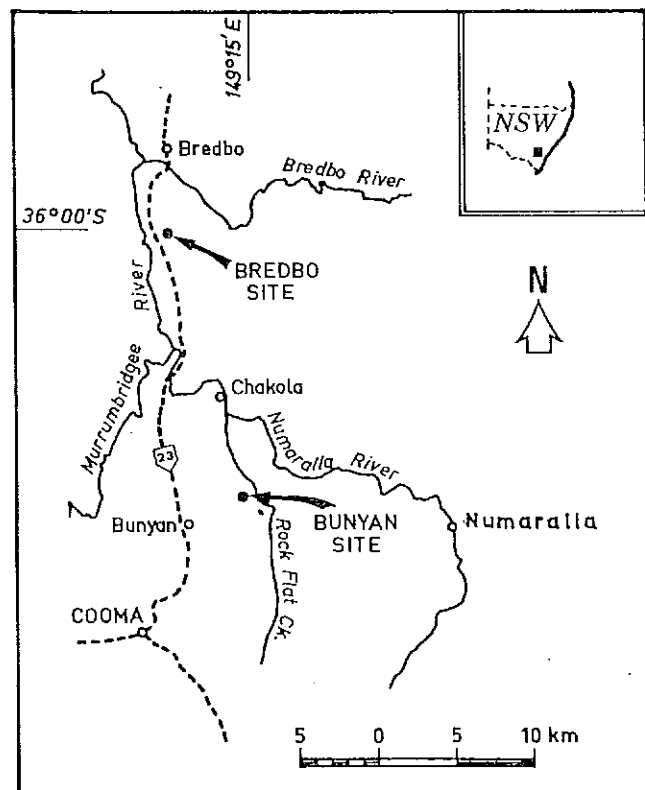 149°15'E
NSW
Bredbo
Bredbo River
36°00'S
BREDBO
SITE
River
N
Murrumbridgee
Chakola
Numaralla River
23
Bunyan
BUNYAN
SITE
Numaralla
Rock Flat Ck.
COOMA
5 0 5 10 km